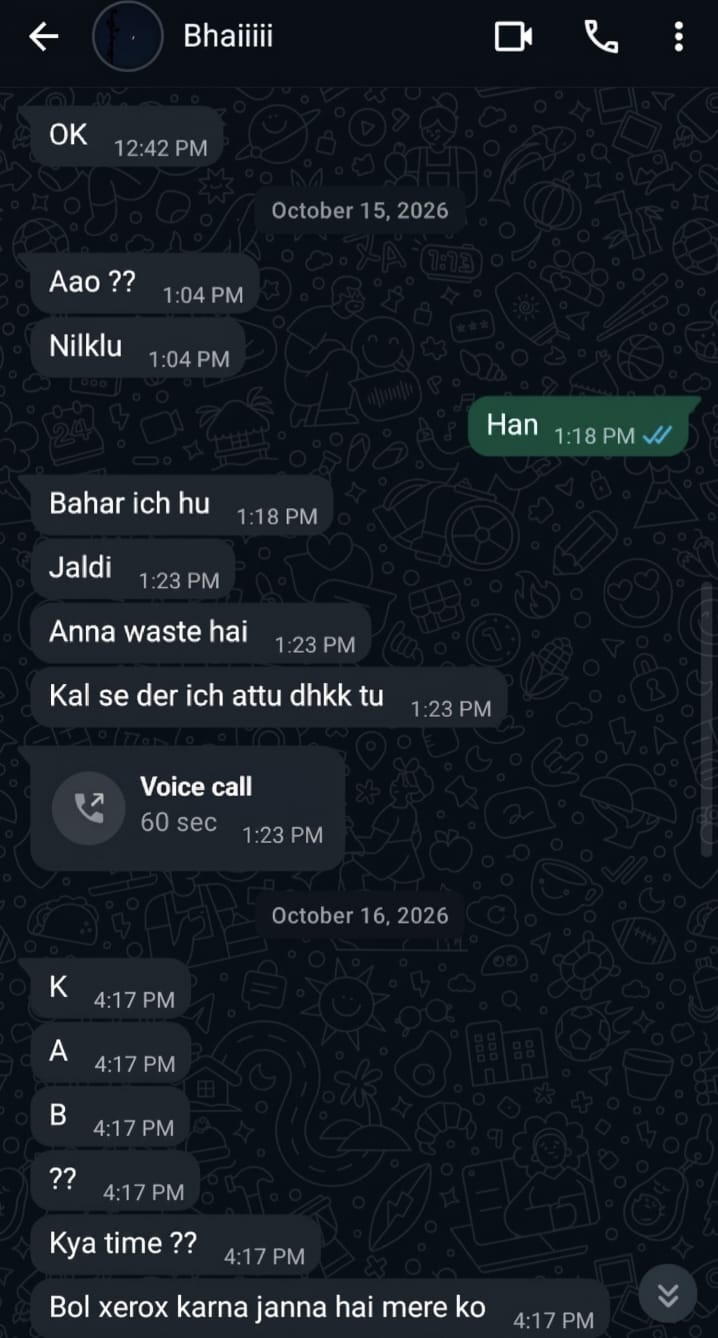 Bhaiiiii
OK 12:42 PM
October 15, 2026
Aao ?? 1:04 PM
Nilklu 1:04 PM
Han 1:18 PM
Bahar ich hu 1:18 PM
Jaldi 1:23 PM
Anna waste hai 1:23 PM
Kal se der ich attu dhkk tu 1:23 PM
Voice call
60 sec 1:23 PM
October 16, 2026
K 4:17 PM
A 4:17 PM
B 4:17 PM
?? 4:17 PM
Kya time ?? 4:17 PM
Bol xerox karna janna hai mere ko 4:17 PM